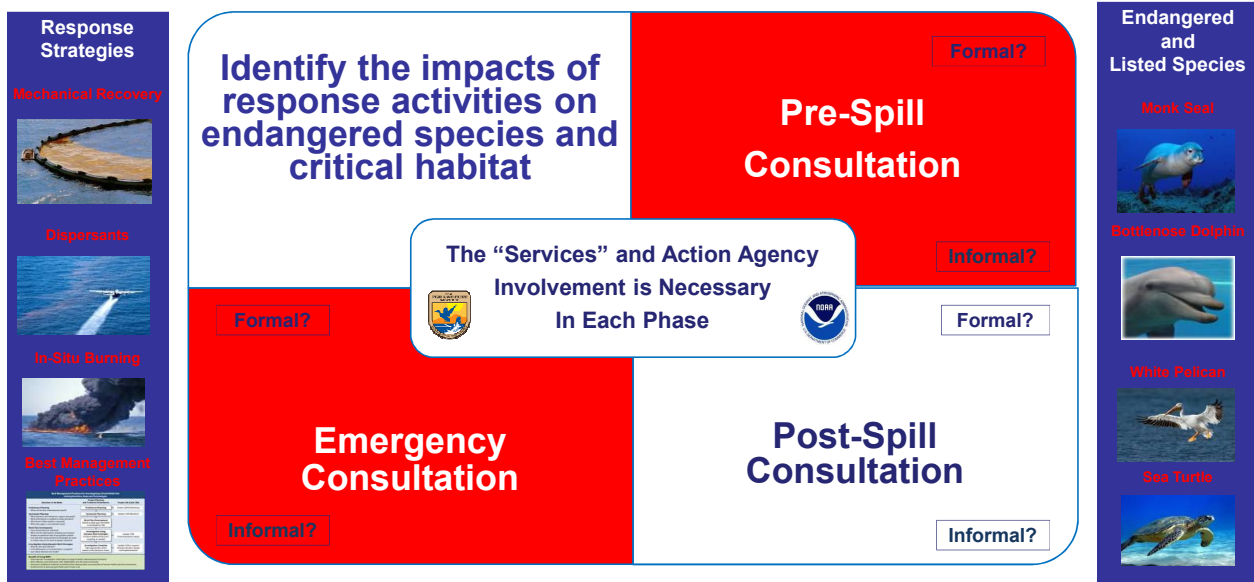 Response
Strategies
Mechanical Recovery
Dispersants
In-Situ Burning
Best Management
Practices
Identify the impacts of
response activities on
endangered species and
critical habitat
Formal?
Pre-Spill
Consultation
Informal?
The “Services” and Action Agency
Involvement is Necessary
In Each Phase
NOAA
Formal?
Emergency
Consultation
Informal?
Formal?
Post-Spill
Consultation
Informal?
Endangered
and
Listed Species
Monk Seal
Bottlenose Dolphin
White Pelican
Sea Turtle